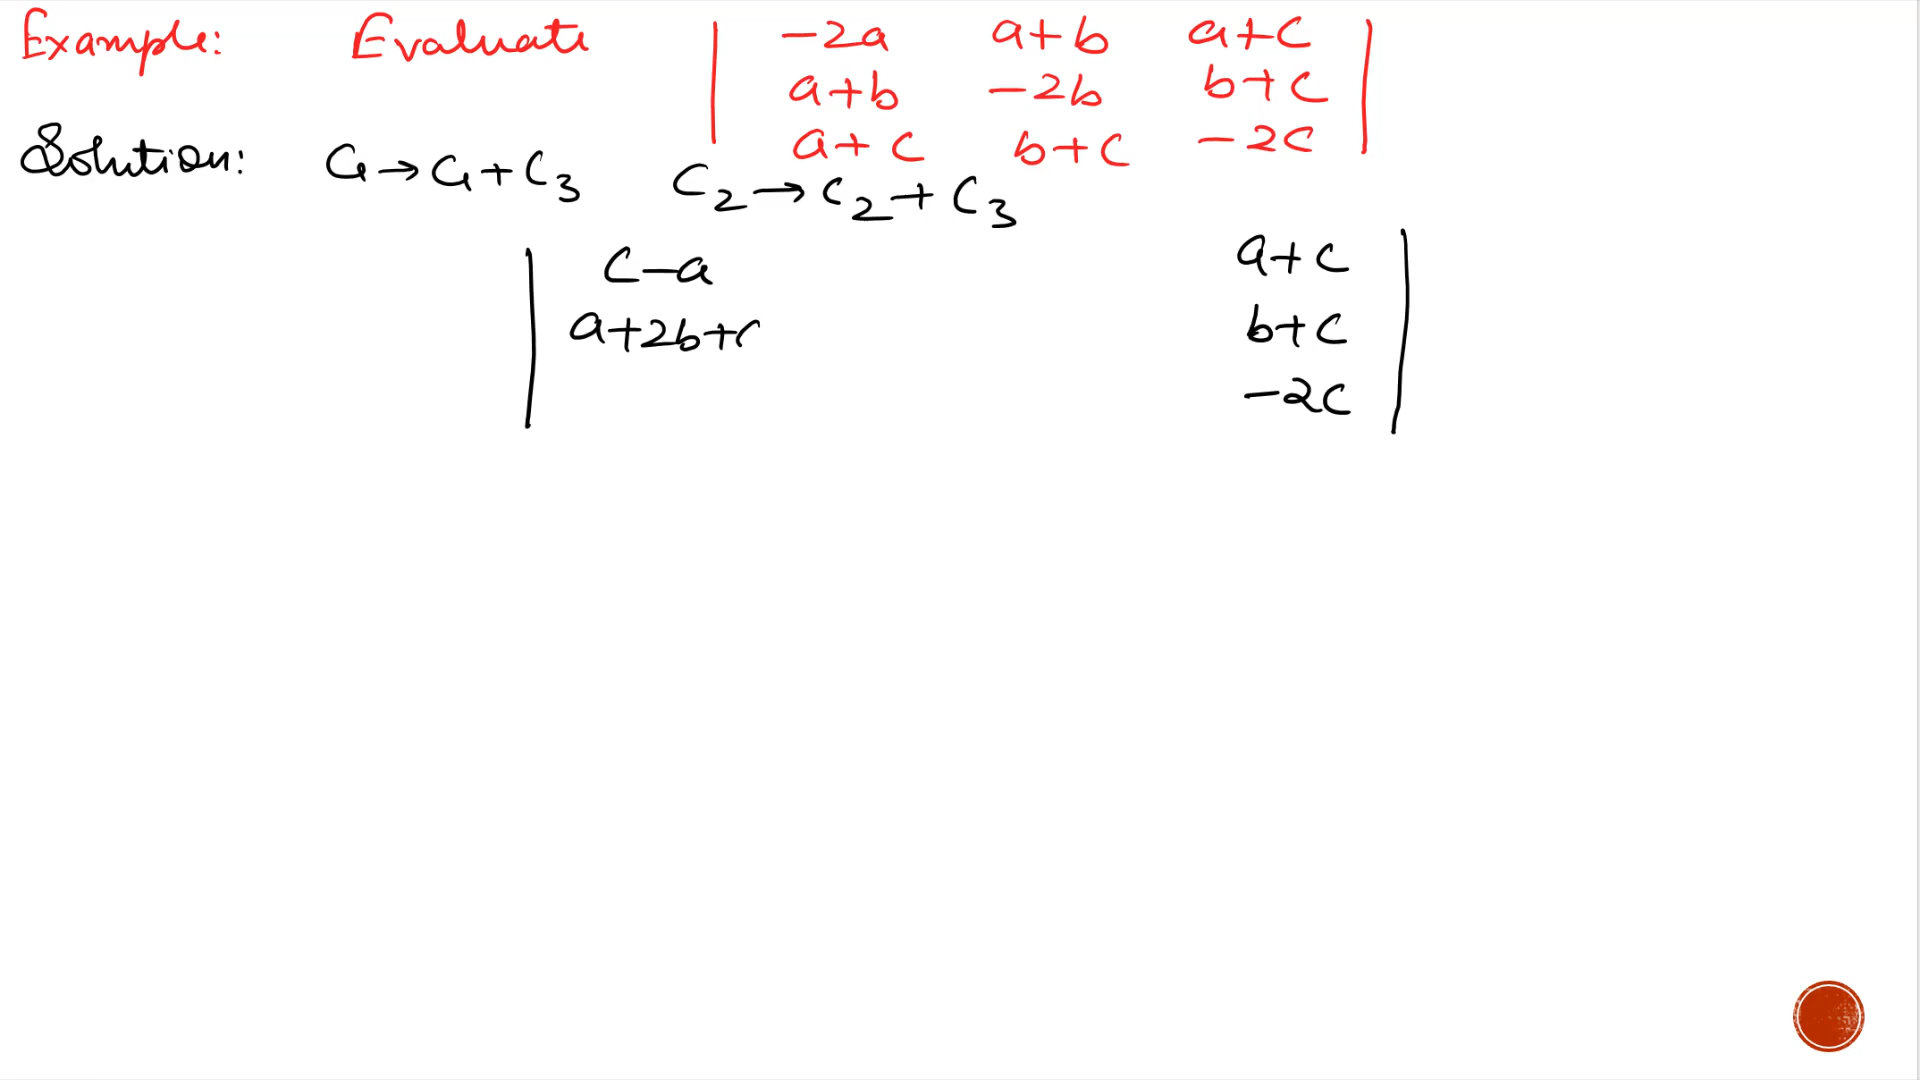 Example: Evaluate | -2a a+b a+c |
| a+b -2b b+c |
| a+c b+c -2c |
Solution: C1→C1+C3 C2→C2+C3
| c-a a+c |
| a+2b+c b+c |
| -2c |